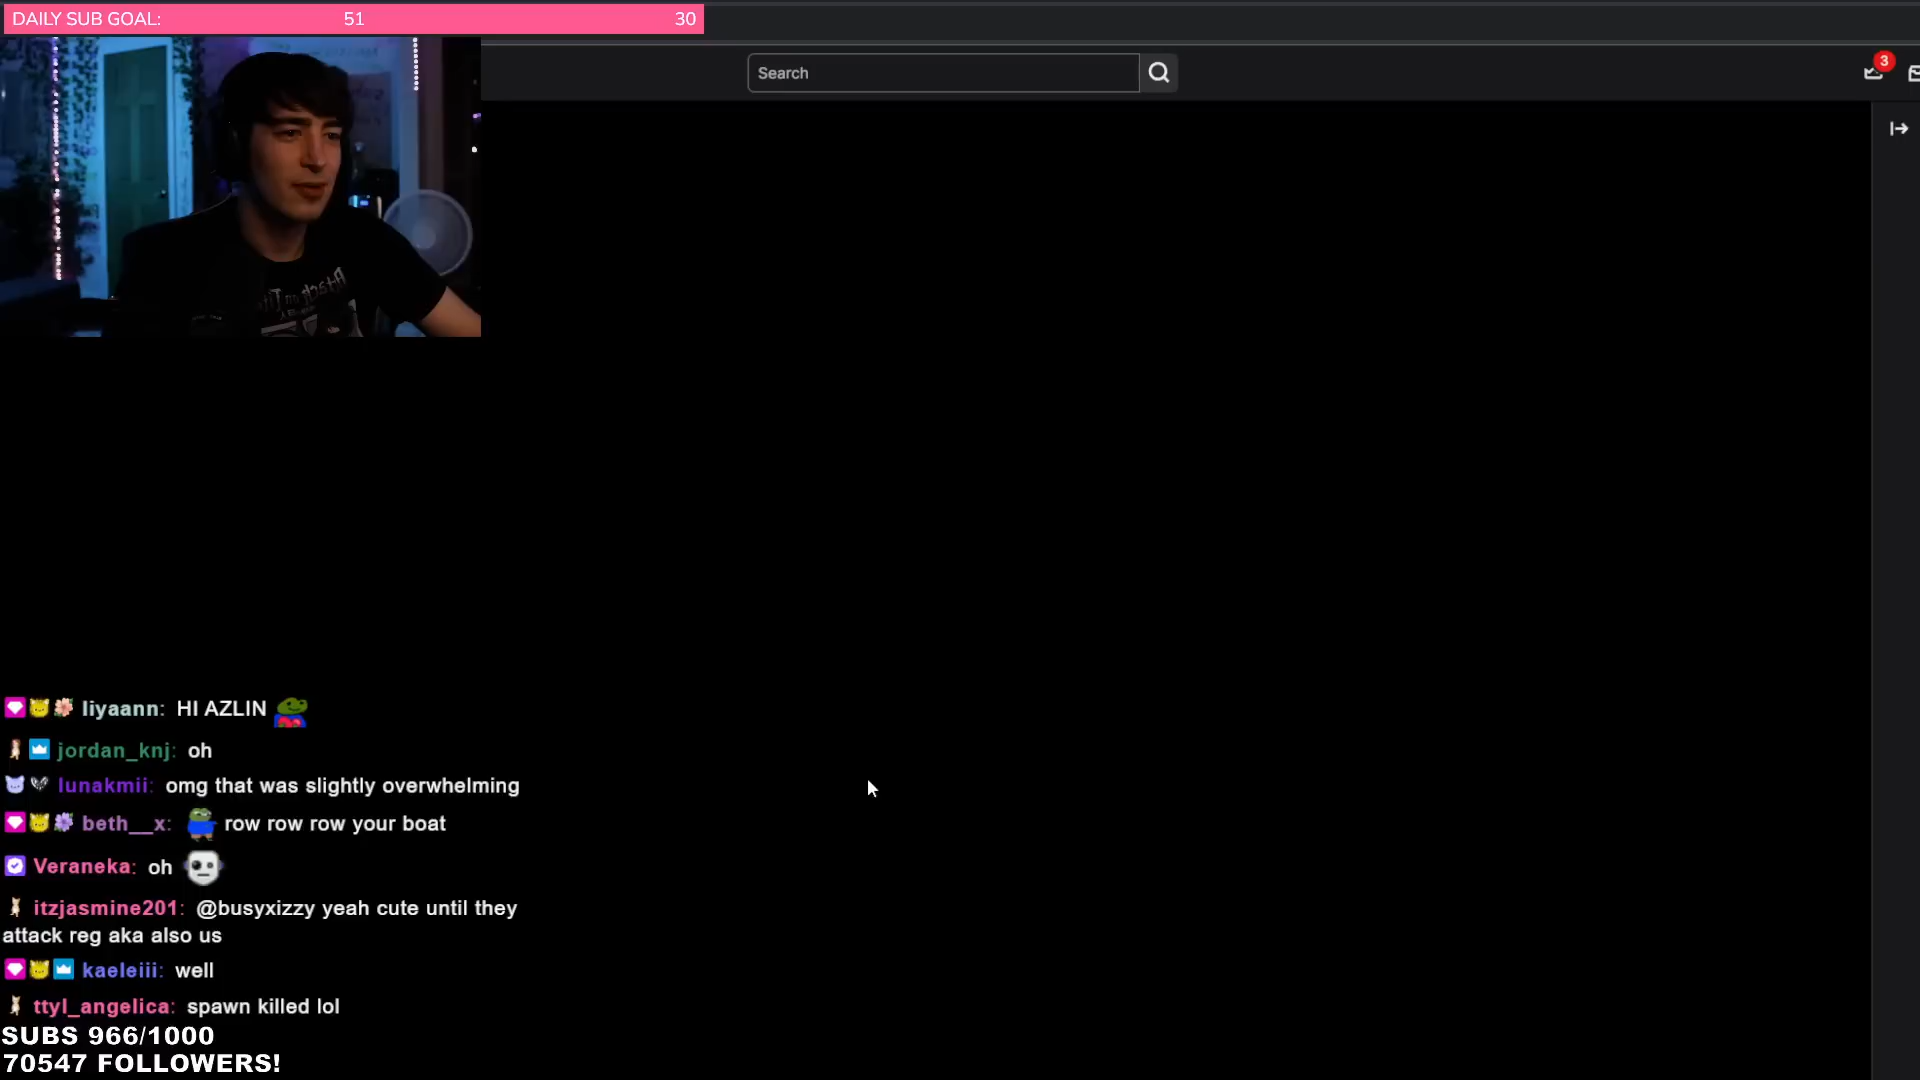 DAILY SUB GOAL: 51 30
Search
3
liyaann: HI AZLIN
jordan_knj: oh
lunakmii: omg that was slightly overwhelming
beth__x: row row row your boat
Veraneka: oh
itzjasmine201: @busyxizzy yeah cute until they
attack reg aka also us
kaeleiii: well
ttyl_angelica: spawn killed lol
SUBS 966/1000
70547 FOLLOWERS!